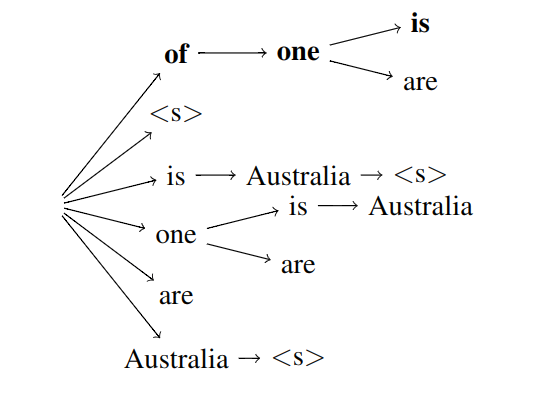 is
of → one
are
<s>
is → Australia → <s>
is → Australia
one
are
are
Australia → <s>